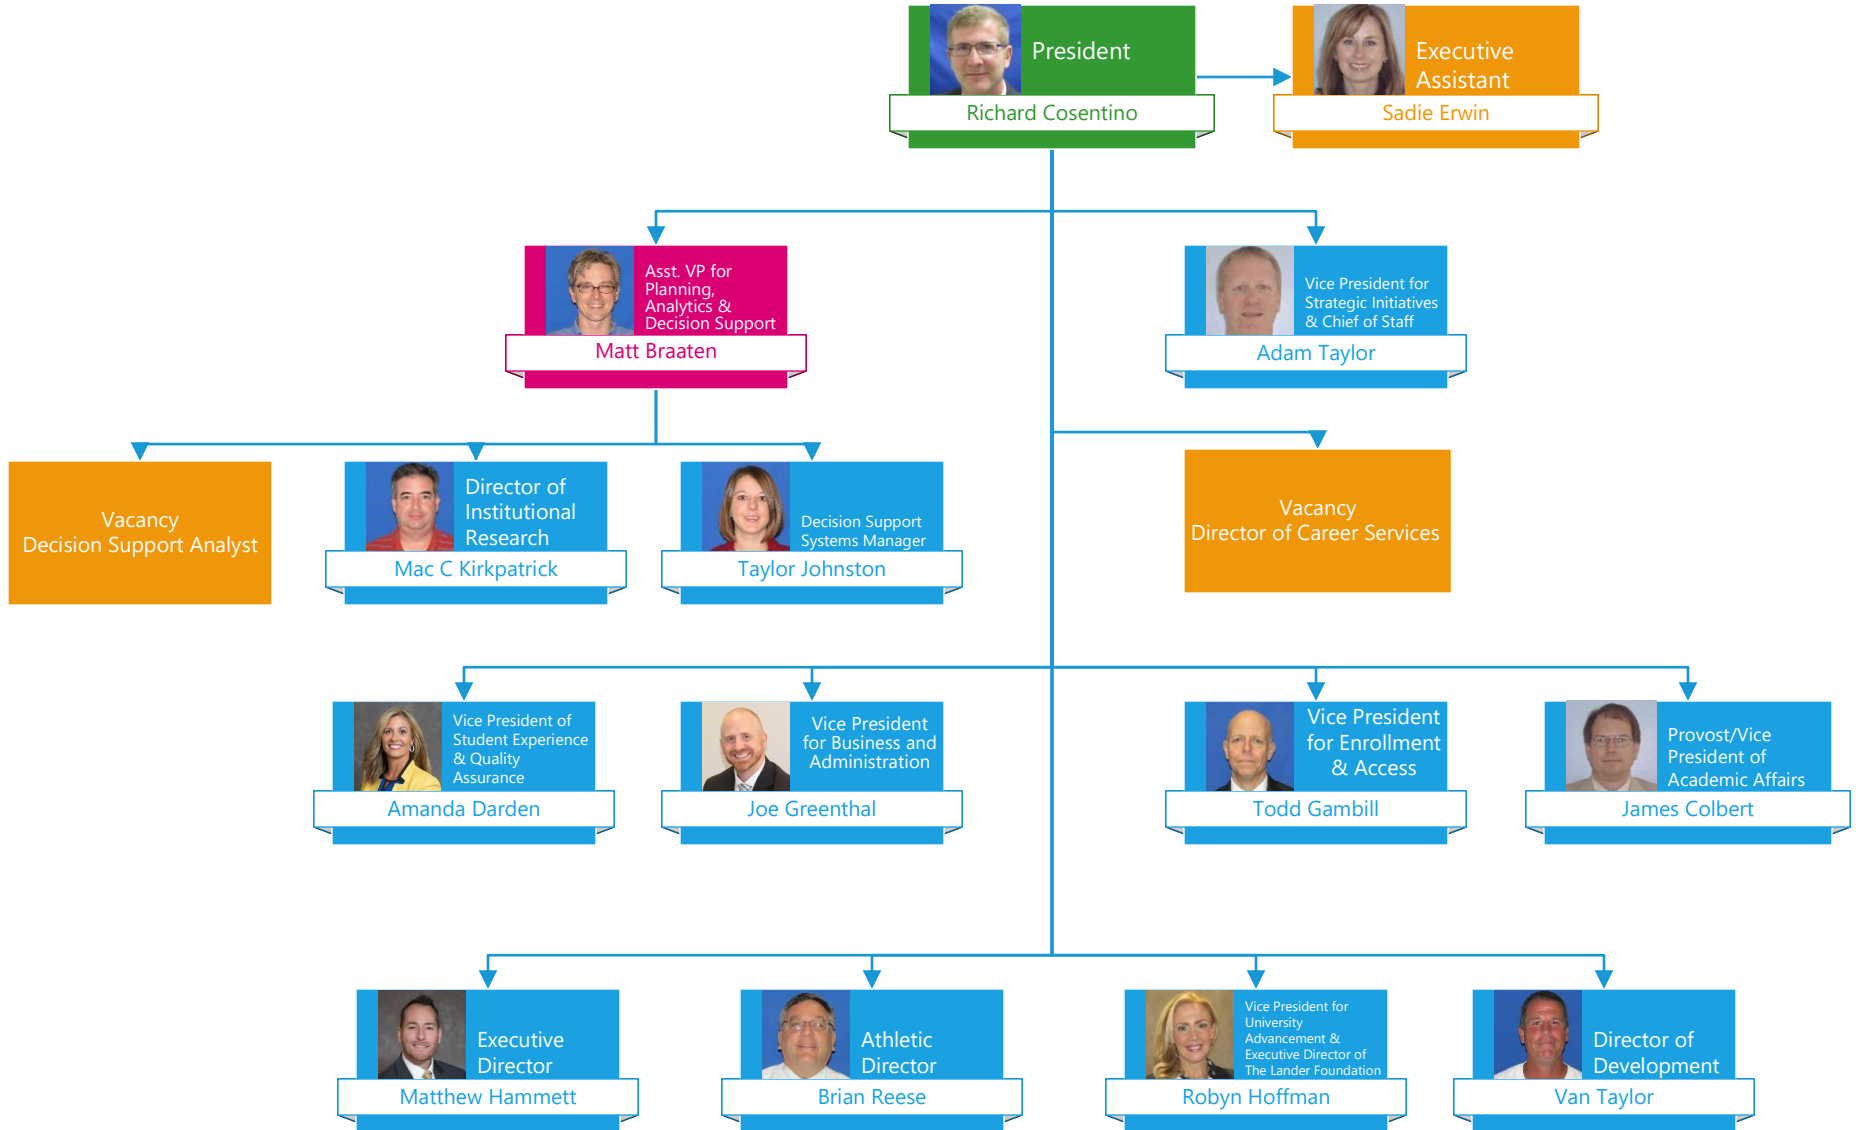 President
Richard Cosentino
Executive
Assistant
Sadie Erwin
Asst. VP for
Planning,
Analytics &
Decision Support
Matt Braaten
Vice President for
Strategic Initiatives
& Chief of Staff
Adam Taylor
Vacancy
Decision Support Analyst
Director of
Institutional
Research
Mac C Kirkpatrick
Decision Support
Systems Manager
Taylor Johnston
Vacancy
Director of Career Services
Vice President of
Student Experience
& Quality
Assurance
Amanda Darden
Vice President
for Business and
Administration
Joe Greenthal
Vice President
for Enrollment
& Access
Todd Gambill
Provost/Vice
President of
Academic Affairs
James Colbert
Executive
Director
Matthew Hammett
Athletic
Director
Brian Reese
Vice President for
University
Advancement &
Executive Director of
The Lander Foundation
Robyn Hoffman
Director of
Development
Van Taylor